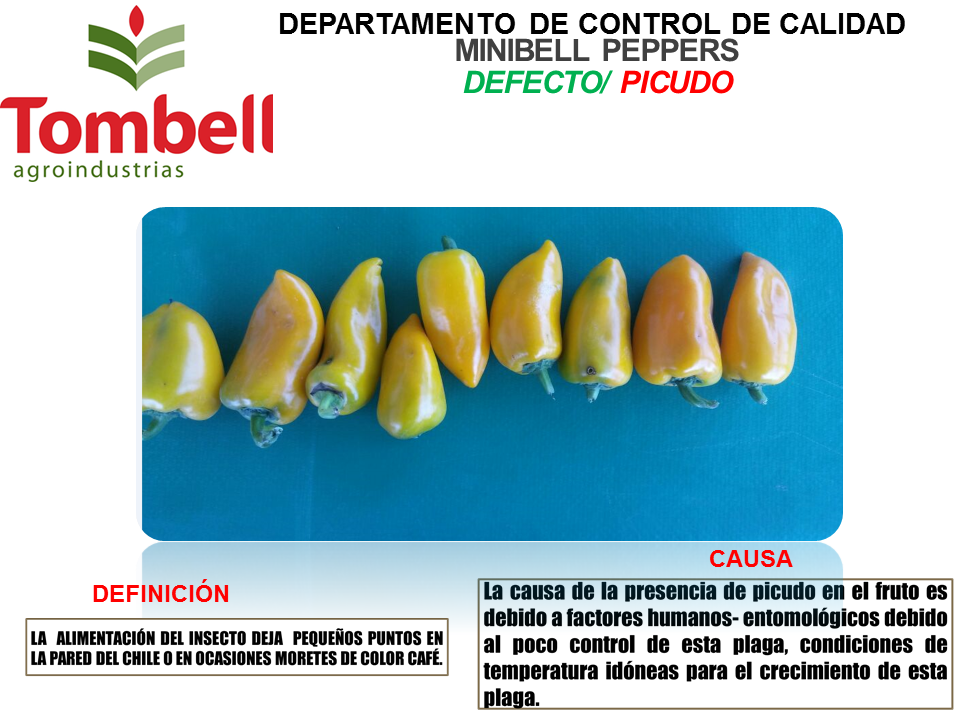 DEPARTAMENTO DE CONTROL DE CALIDAD
MINIBELL PEPPERS
DEFECTO/ PICUDO
Tombell
agroindustrias
CAUSA
La causa de la presencia de picudo en el fruto es
debido a factores humanos- entomológicos debido
al poco control de esta plaga, condiciones de
temperatura idóneas para el crecimiento de esta
plaga.
DEFINICIÓN
LA ALIMENTACIÓN DEL INSECTO DEJA PEQUEÑOS PUNTOS EN
LA PARED DEL CHILE O EN OCASIONES MORETES DE COLOR CAFÉ.